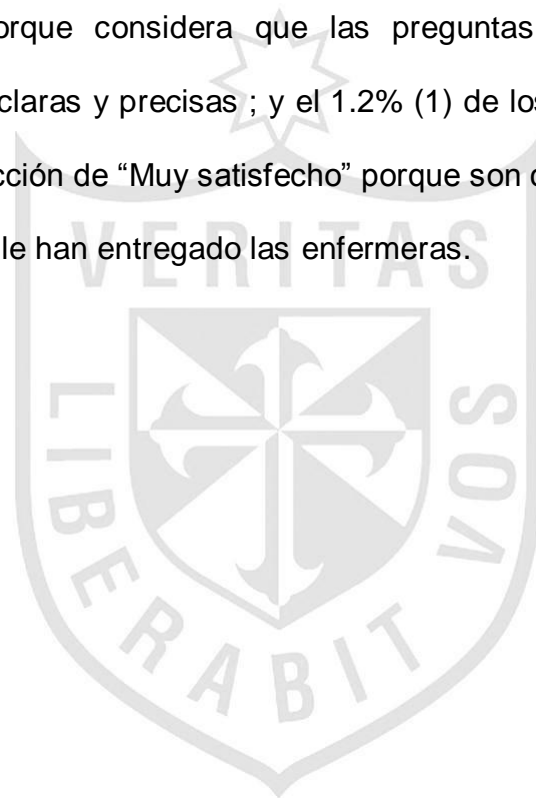 orque considera que las preguntas
claras y precisas ; y el 1.2% (1) de los
cción de “Muy satisfecho” porque son
le han entregado las enfermeras.
VERITAS
LIBERABIT
VOS